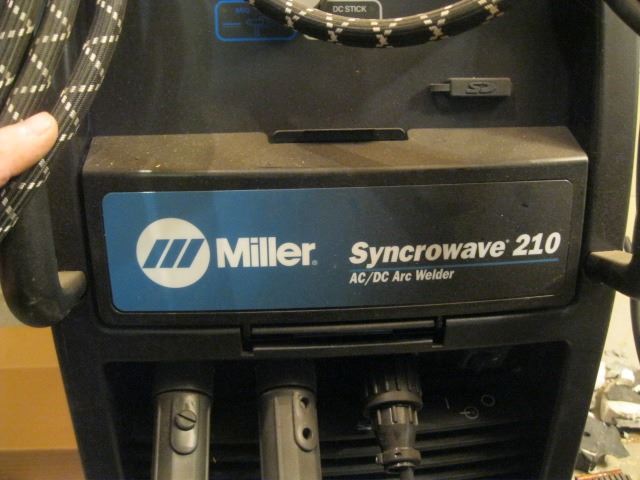 DC STICK
SD
Miller®
Syncrowave® 210
AC/DC Arc Welder